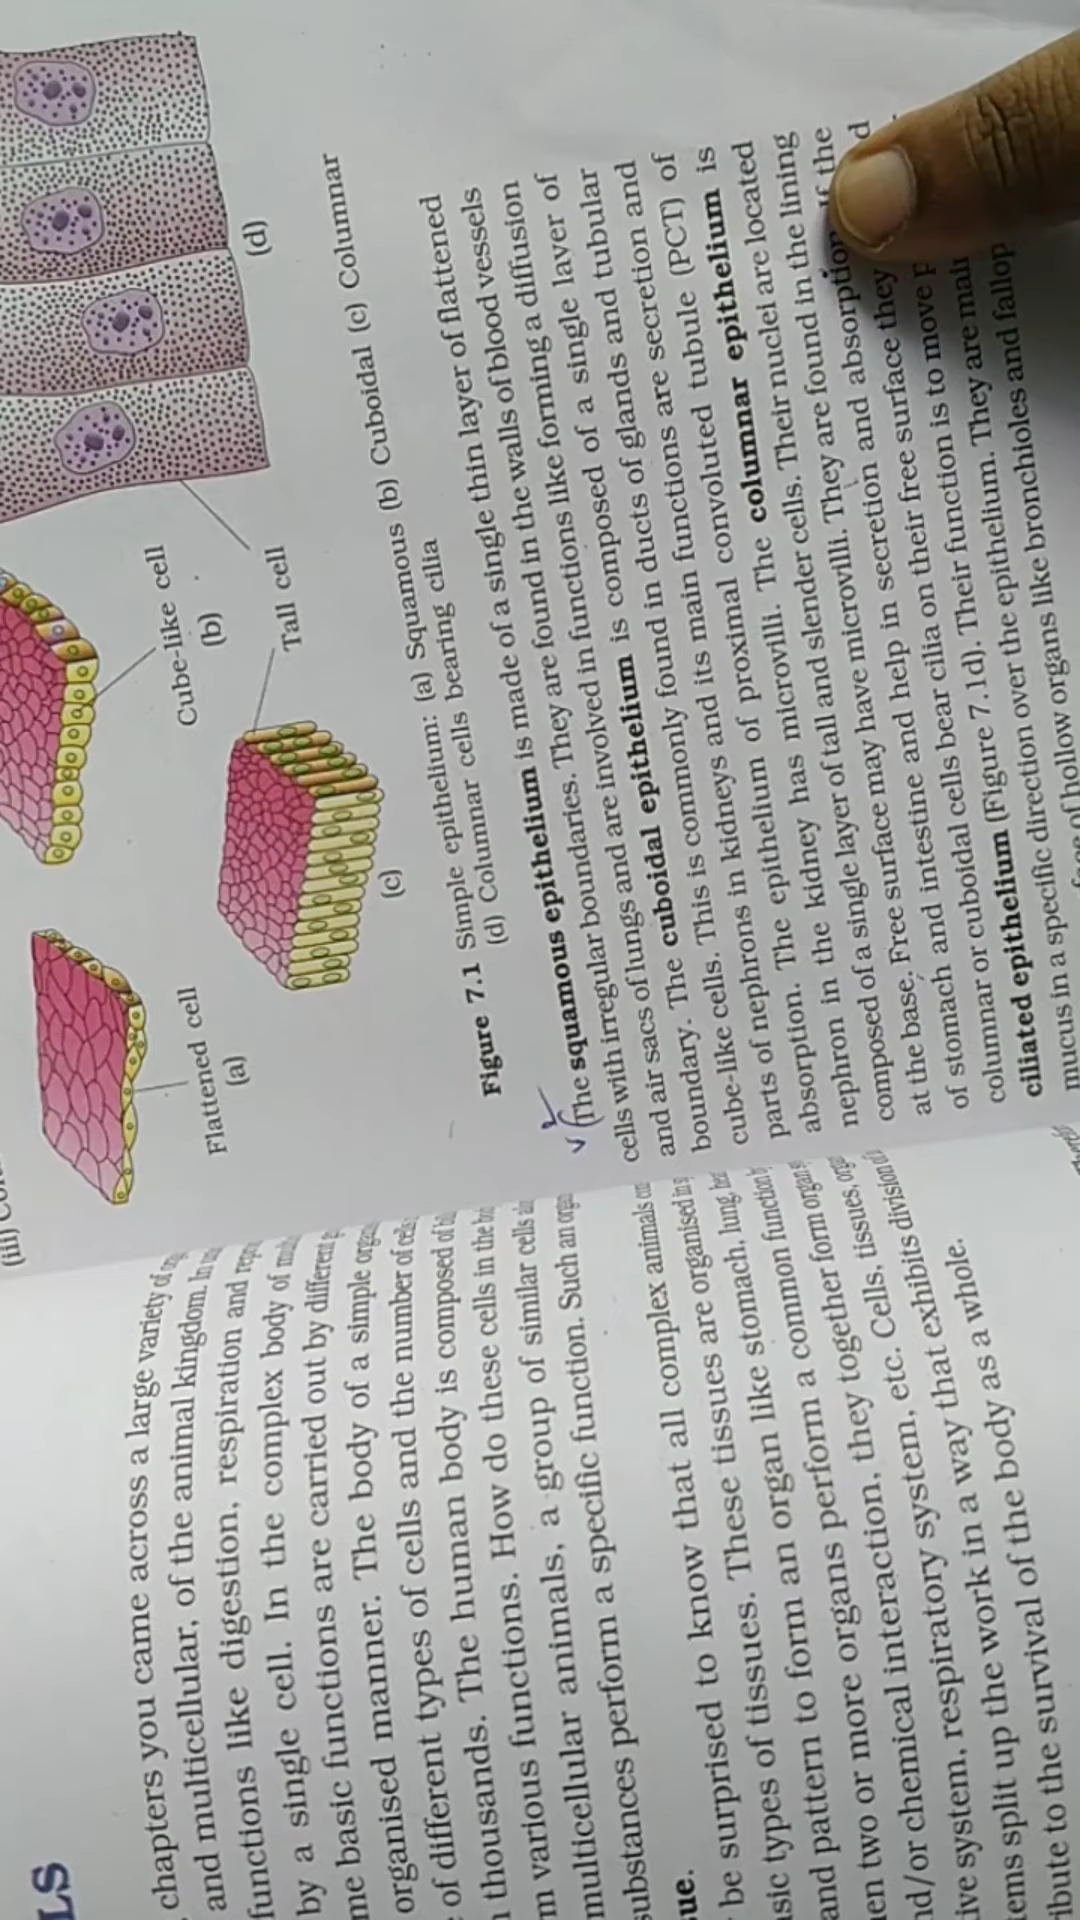 LS
chapters you came across a large variety of
and multicellular, of the animal kingdom. In
functions like digestion, respiration and
by a single cell. In the complex body of
me basic functions are carried out by different
organised manner. The body of a simple
of different types of cells and the number of cells
thousands. The human body is composed of
m various functions. How do these cells in the
multicellular animals, a group of similar cells
substances perform a specific function. Such an
sue.
be surprised to know that all complex animals
sic types of tissues. These tissues are organised in
and pattern to form an organ like stomach, lung,
en two or more organs perform a common function
nd/or chemical interaction, they together form
ive system, respiratory system, etc. Cells, tissues,
ems split up the work in a way that exhibits division
ibute to the survival of the body as a whole.
(iii)
Flattened cell
(a)
Cube-like cell
(b)
Tall cell
(c)
(d)
Figure 7.1 Simple epithelium: (a) Squamous (b) Cuboidal (c) Columnar
(d) Columnar cells bearing cilia
The squamous epithelium is made of a single thin layer of flattened
cells with irregular boundaries. They are found in the walls of blood vessels
and air sacs of lungs and are involved in functions like forming a diffusion
boundary. The cuboidal epithelium is composed of a single layer of
cube-like cells. This is commonly found in ducts of glands and tubular
parts of nephrons in kidneys and its main functions are secretion and
absorption. The epithelium of proximal convoluted tubule (PCT) of
nephron in the kidney has microvilli. The columnar epithelium is
composed of a single layer of tall and slender cells. Their nuclei are located
at the base. Free surface may have microvilli. They are found in the lining
of stomach and intestine and help in secretion and absorption. If the
columnar or cuboidal cells bear cilia on their free surface they
ciliated epithelium (Figure 7.1d). Their function is to move
mucus in a specific direction over the epithelium. They are
of hollow organs like bronchioles and